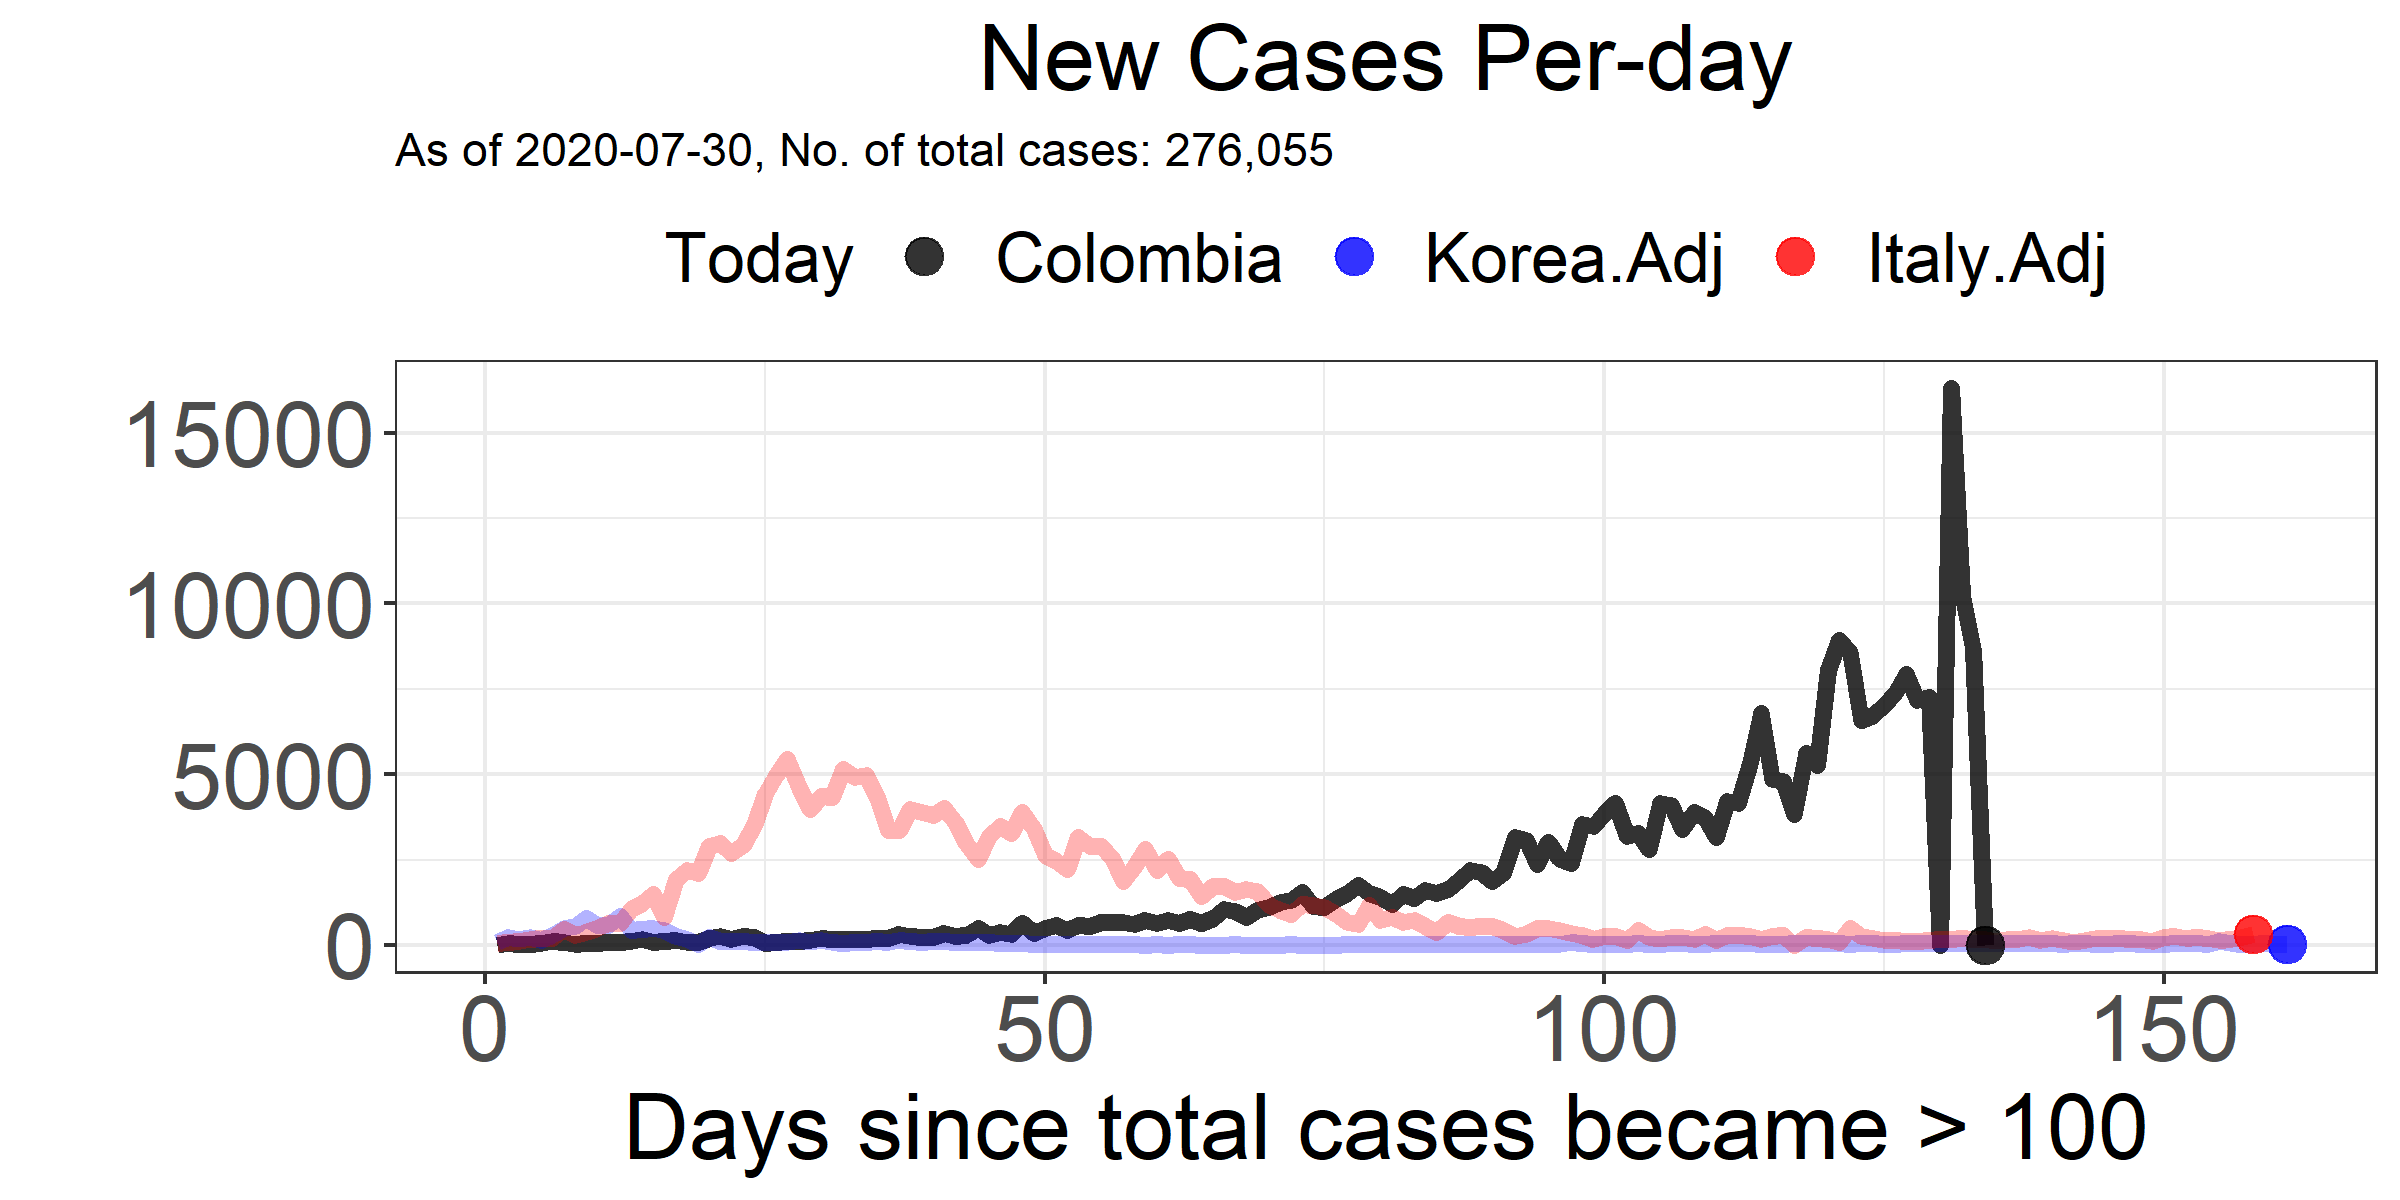 New Cases Per-day
As of 2020-07-30, No. of total cases: 276,055
Today Colombia Korea.Adj Italy.Adj
15000
10000
5000
0
0 50 100 150
Days since total cases became > 100